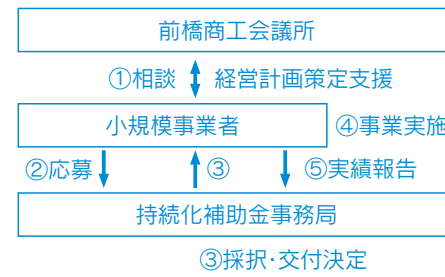 前橋商工会議所
①相談 経営計画策定支援
小規模事業者 ④事業実施
②応募 ③ ⑤実績報告
持続化補助金事務局
③採択・交付決定